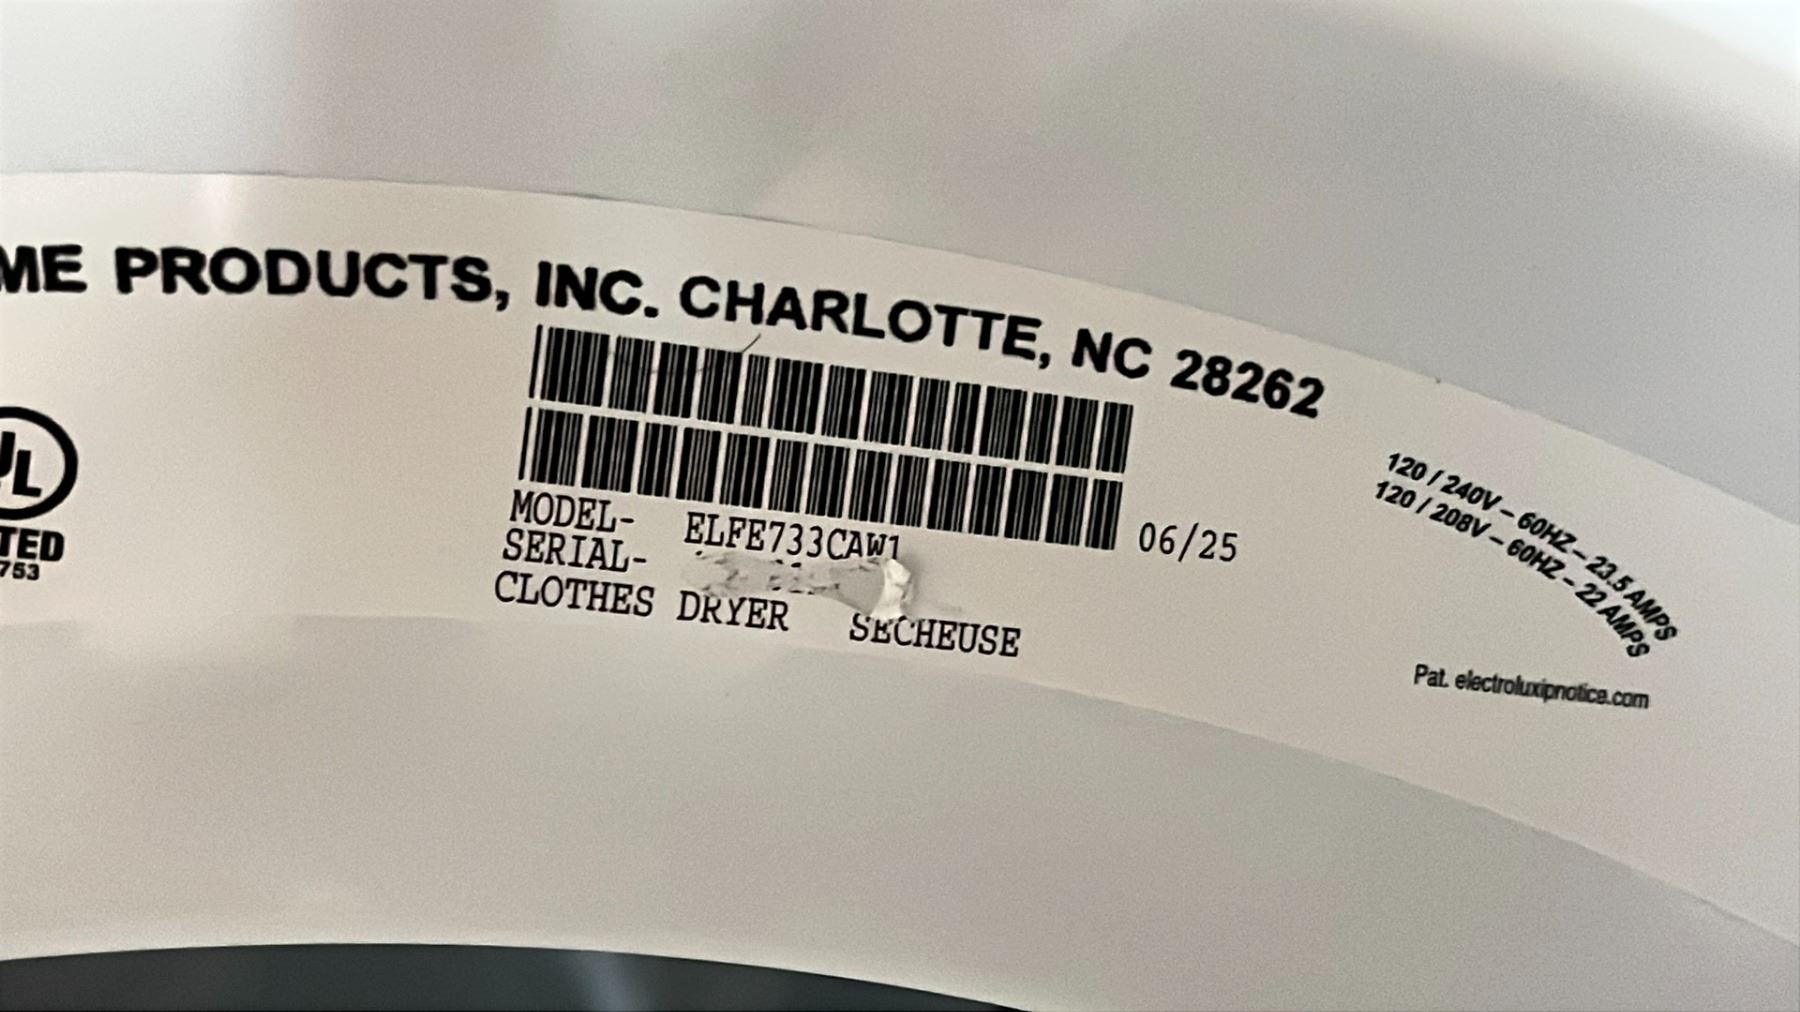 ME PRODUCTS, INC. CHARLOTTE, NC 28262
UL
TED
753
06/25
MODEL- ELFE733CAW1
SERIAL-
CLOTHES DRYER SECHEUSE
120 / 240V – 60HZ – 23.5 AMPS
120 / 208V – 60HZ – 22 AMPS
Pat. electroluxipnotice.com